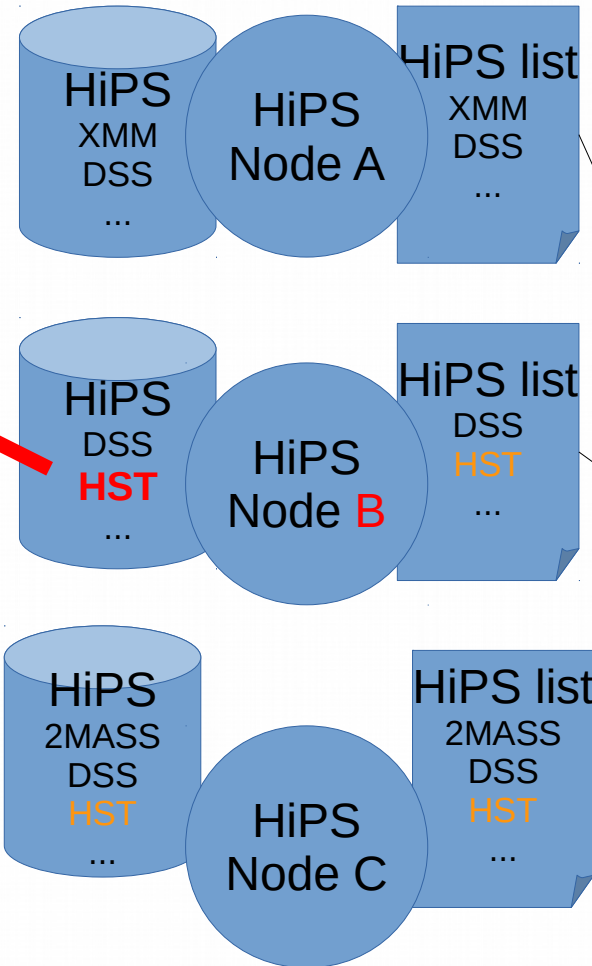 HiPS
XMM
DSS
...
HiPS
Node A
HiPS list
XMM
DSS
...
HiPS
DSS
HST
...
HiPS
Node B
HiPS list
DSS
HST
...
HiPS
2MASS
DSS
HST
...
HiPS
Node C
HiPS list
2MASS
DSS
HST
...